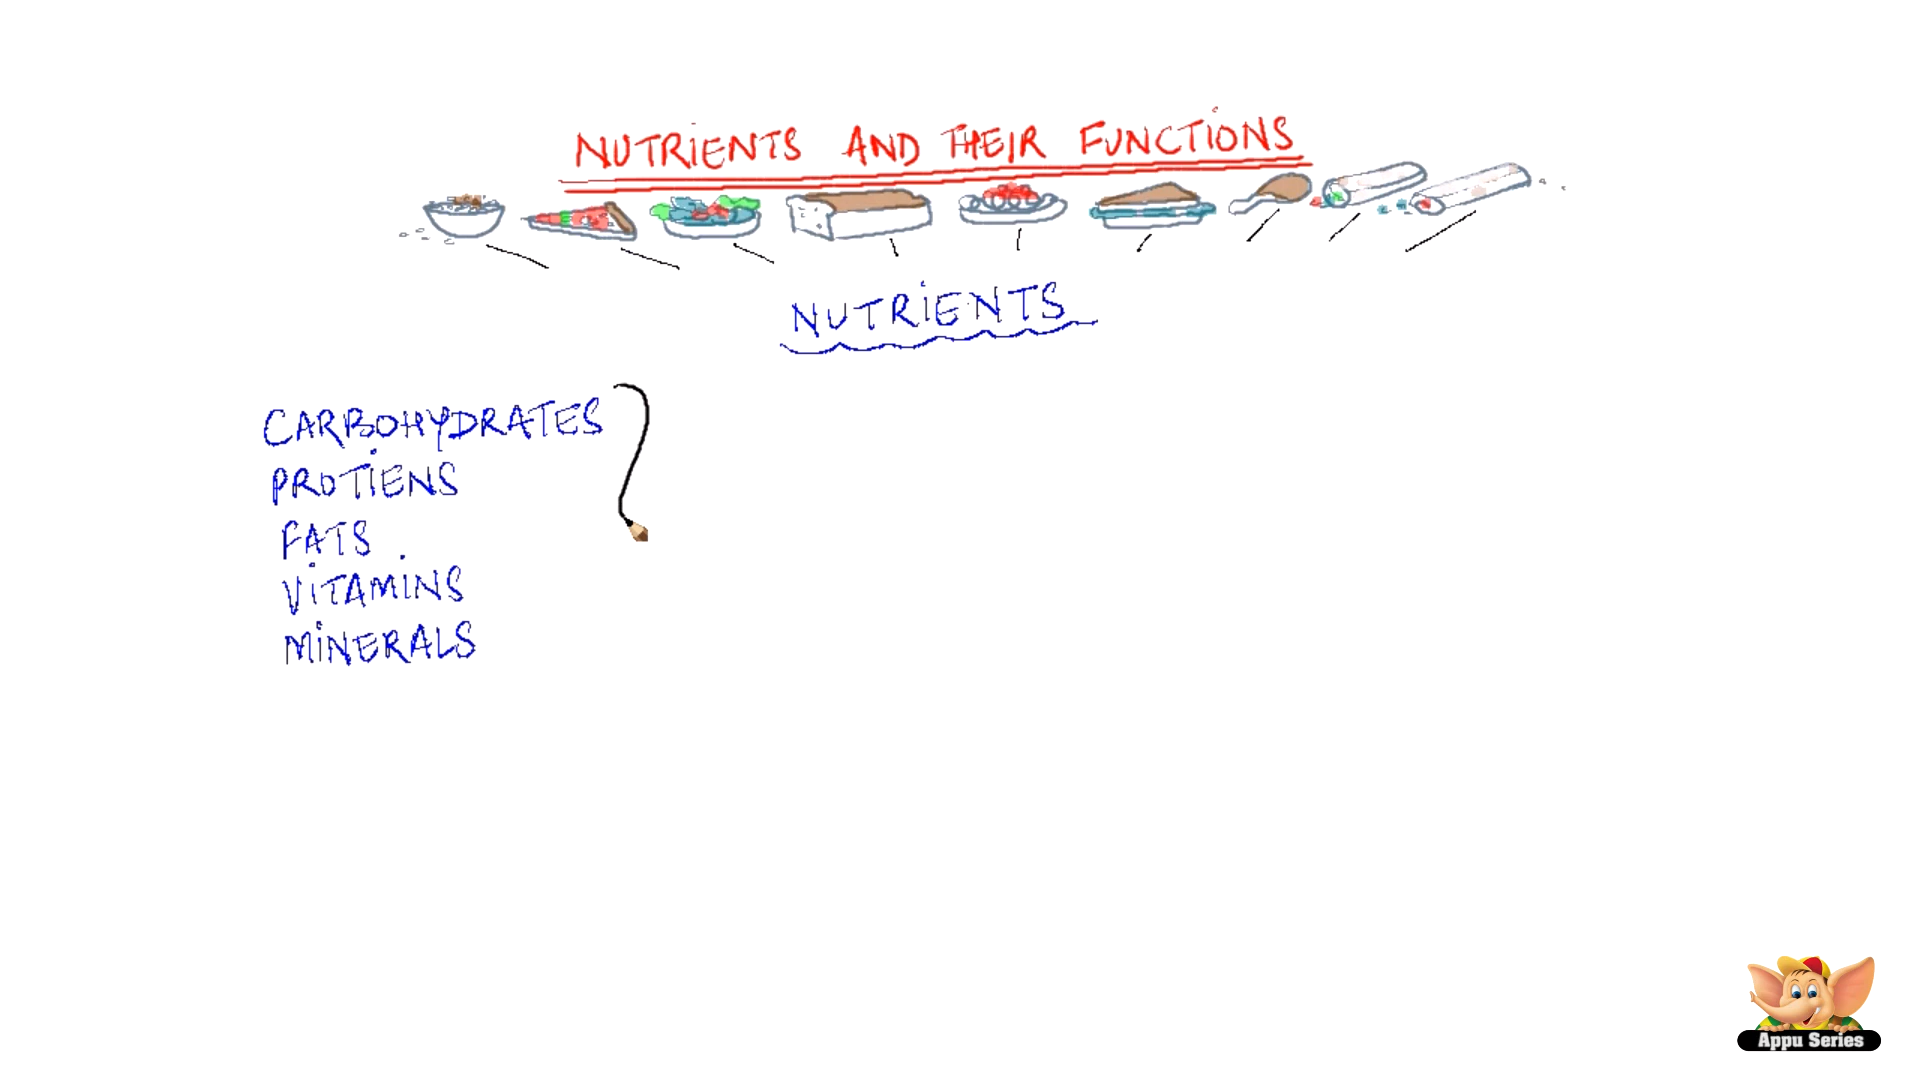 NUTRIENTS AND THEIR FUNCTIONS
NUTRIENTS
CARBOHYDRATES
PROTIENS
FATS
VITAMINS
MINERALS
Appu Series